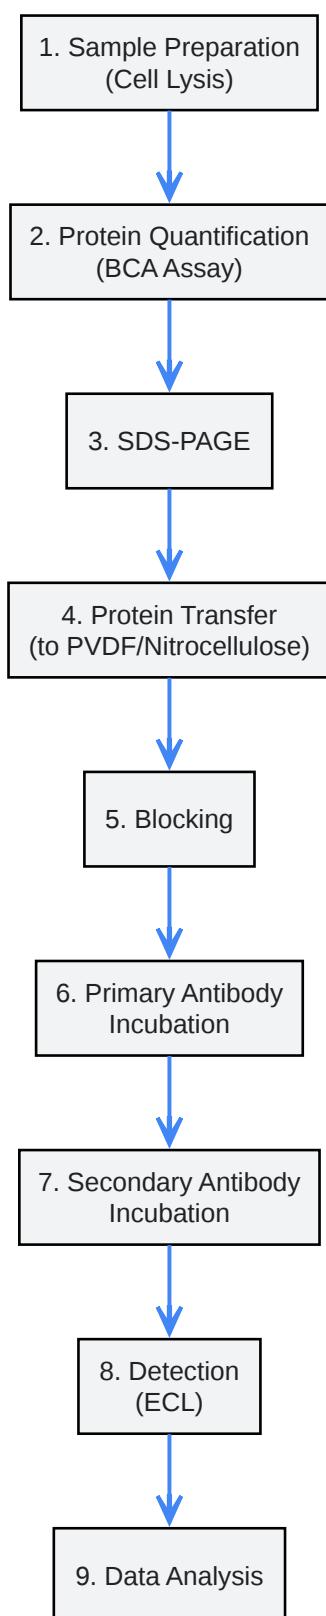 1. Sample Preparation
(Cell Lysis)
2. Protein Quantification
(BCA Assay)
3. SDS-PAGE
4. Protein Transfer
(to PVDF/Nitrocellulose)
5. Blocking
6. Primary Antibody
Incubation
7. Secondary Antibody
Incubation
8. Detection
(ECL)
9. Data Analysis